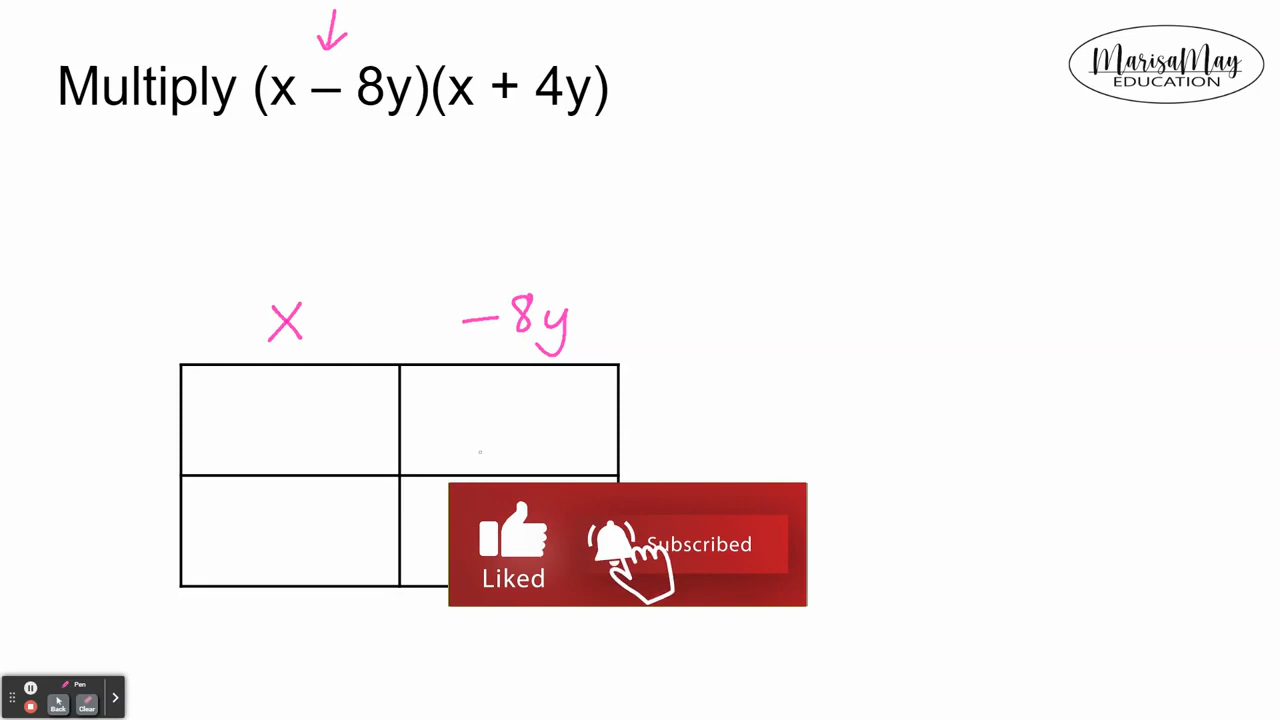 Multiply (x – 8y)(x + 4y)
MarisaMay
EDUCATION
x -8y
Liked
Subscribed
Pen
Back Clear